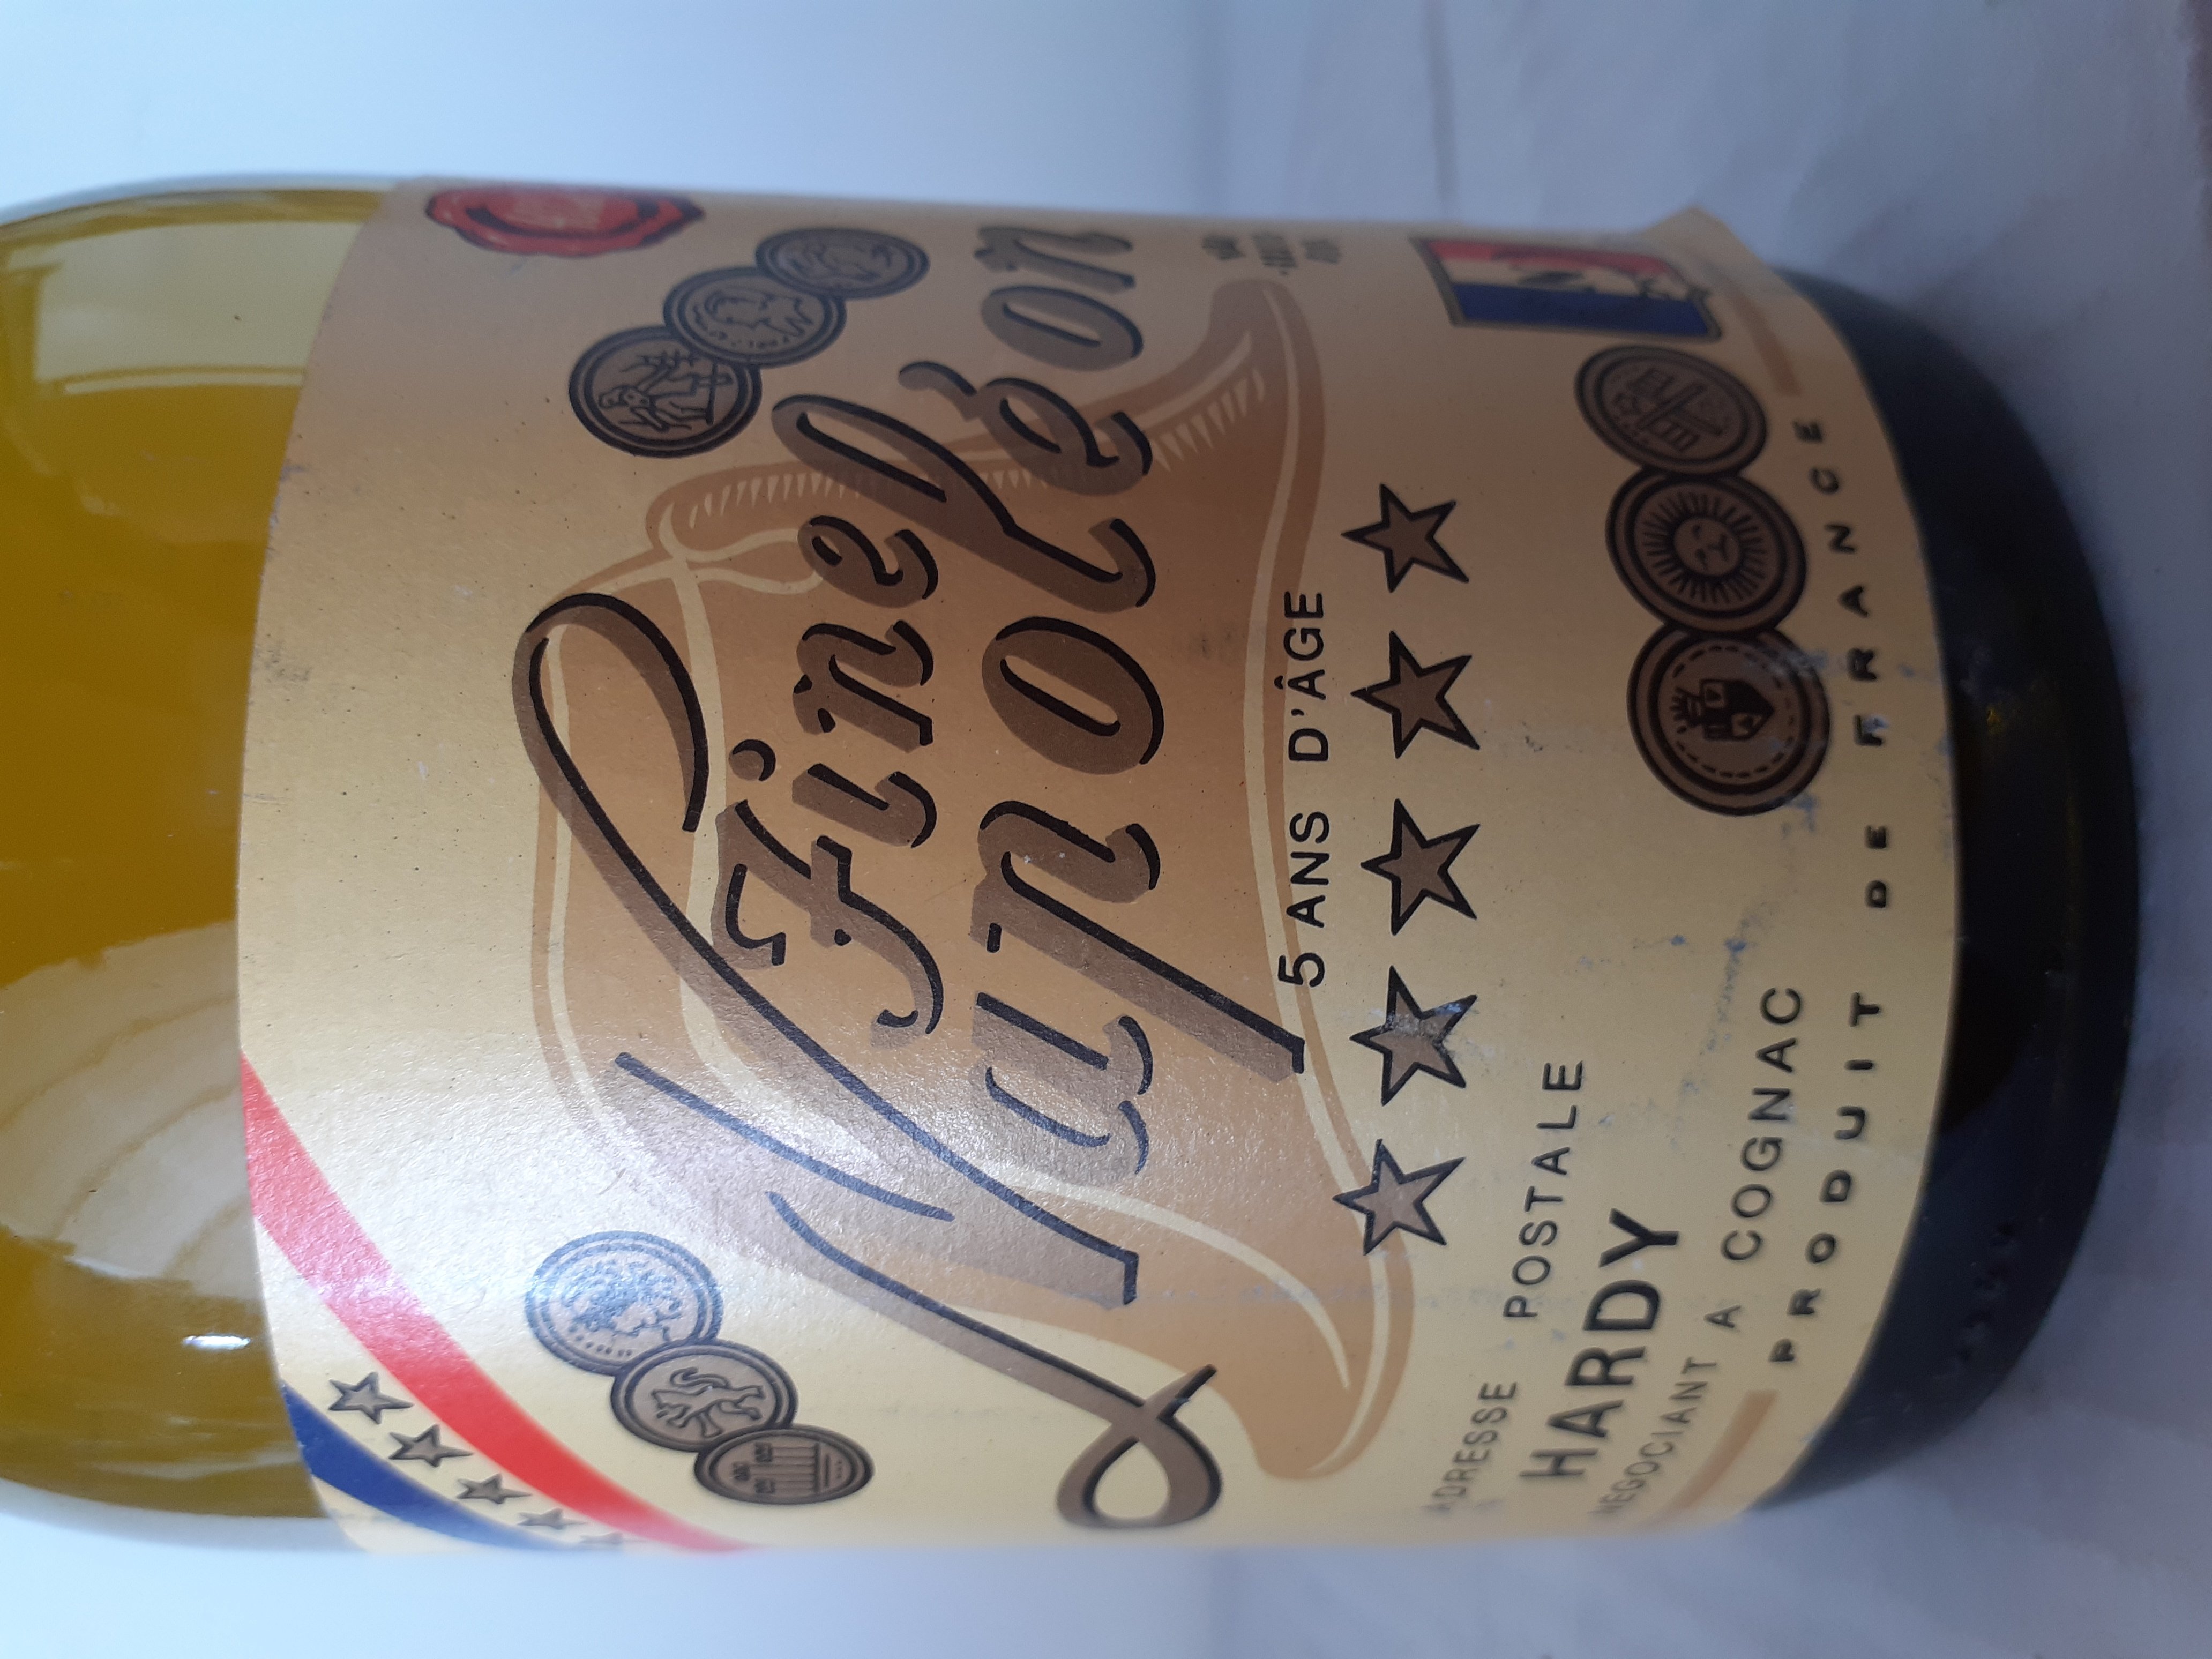 Fine
Napoléon
5 ANS D'ÂGE
ADRESSE POSTALE
HARDY
NEGOCIANT A COGNAC
PRODUIT DE FRANCE
N